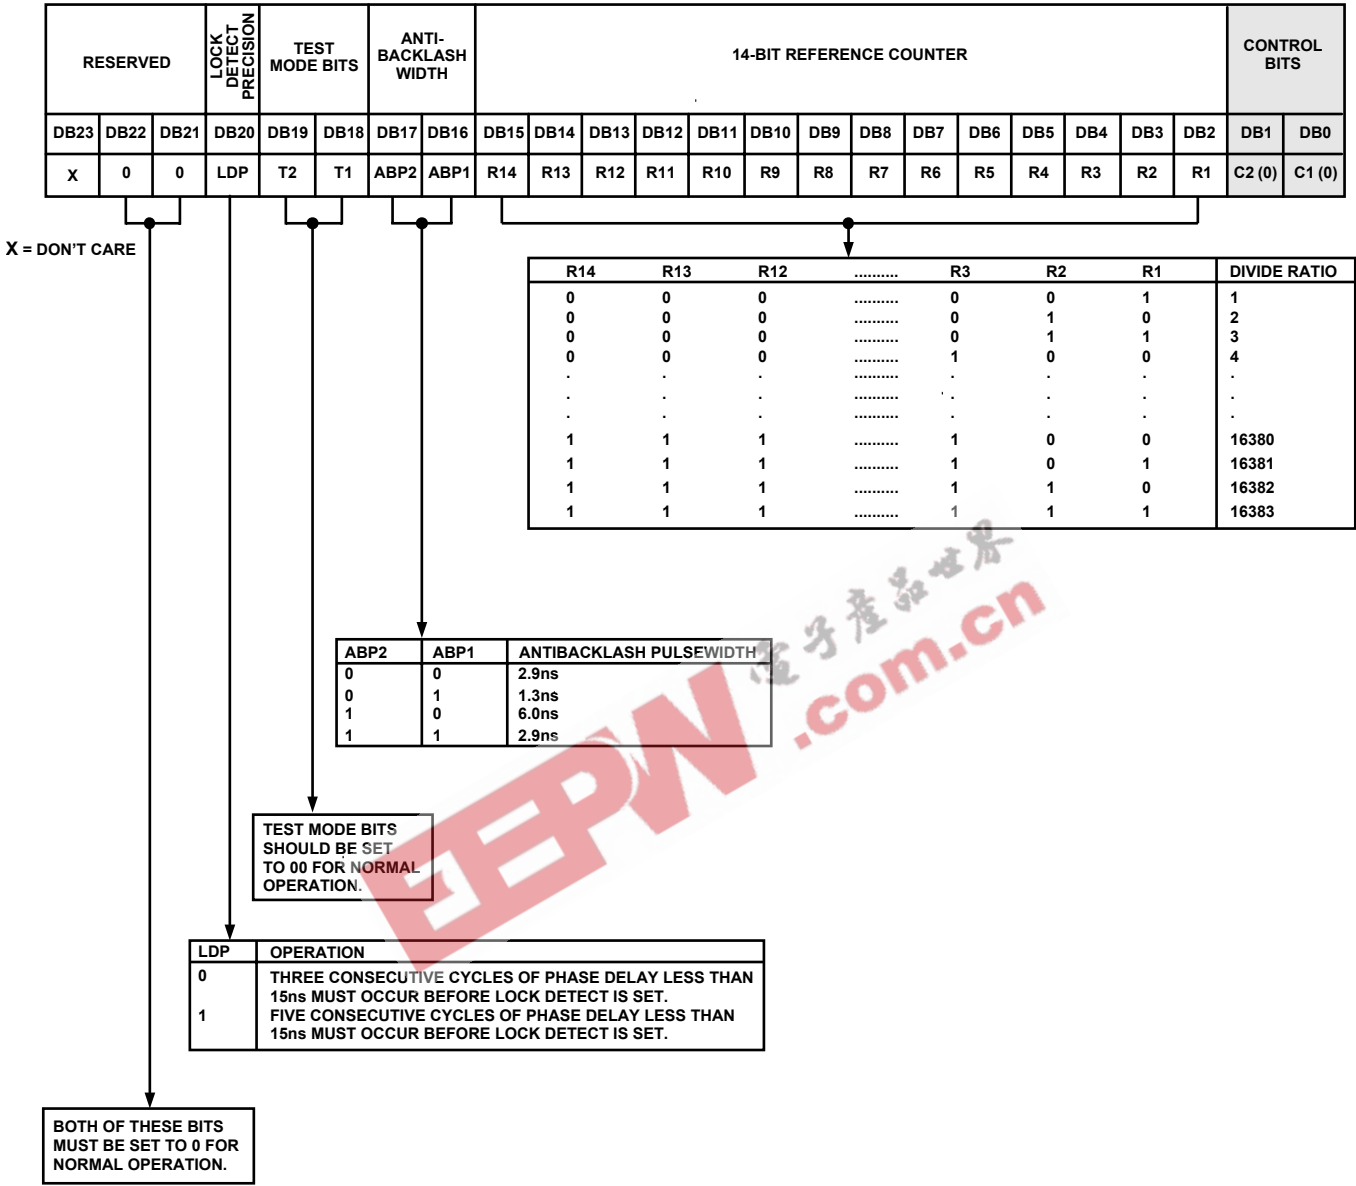 RESERVED
LOCK DETECT PRECISION
TEST MODE BITS
ANTI-BACKLASH WIDTH
14-BIT REFERENCE COUNTER
CONTROL BITS
DB23 DB22 DB21 DB20 DB19 DB18 DB17 DB16 DB15 DB14 DB13 DB12 DB11 DB10 DB9 DB8 DB7 DB6 DB5 DB4 DB3 DB2 DB1 DB0
X 0 0 LDP T2 T1 ABP2 ABP1 R14 R13 R12 R11 R10 R9 R8 R7 R6 R5 R4 R3 R2 R1 C2 (0) C1 (0)
X = DON'T CARE
R14 R13 R12 .......... R3 R2 R1 DIVIDE RATIO
0 0 0 .......... 0 0 1 1
0 0 0 .......... 0 1 0 2
0 0 0 .......... 0 1 1 3
0 0 0 .......... 1 0 0 4
. . . .......... . . . .
. . . .......... . . . .
. . . .......... . . . .
1 1 1 .......... 1 0 0 16380
1 1 1 .......... 1 0 1 16381
1 1 1 .......... 1 1 0 16382
1 1 1 .......... 1 1 1 16383
ABP2 ABP1 ANTIBACKLASH PULSEWIDTH
0 0 2.9ns
0 1 1.3ns
1 0 6.0ns
1 1 2.9ns
TEST MODE BITS
SHOULD BE SET
TO 00 FOR NORMAL
OPERATION.
LDP OPERATION
0 THREE CONSECUTIVE CYCLES OF PHASE DELAY LESS THAN
15ns MUST OCCUR BEFORE LOCK DETECT IS SET.
1 FIVE CONSECUTIVE CYCLES OF PHASE DELAY LESS THAN
15ns MUST OCCUR BEFORE LOCK DETECT IS SET.
BOTH OF THESE BITS
MUST BE SET TO 0 FOR
NORMAL OPERATION.
EEPW
.com.cn
電子產品世界